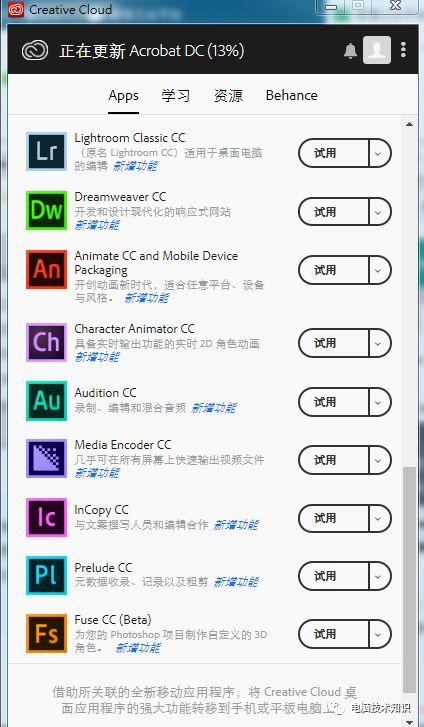 Creative Cloud
正在更新 Acrobat DC (13%)
Apps 学习 资源 Behance
Lr
Lightroom Classic CC
（原名 Lightroom CC）适用于桌面电脑
的编辑 新增功能
试用
Dw
Dreamweaver CC
开发和设计现代化的响应式网站
新增功能
试用
An
Animate CC and Mobile Device
Packaging
开创动画新时代，适合任意平台、设备
与风格。 新增功能
试用
Ch
Character Animator CC
具备实时输出功能的实时 2D 角色动画
新增功能
试用
Au
Audition CC
录制、编辑和混合音频 新增功能
试用
Media Encoder CC
几乎可在所有屏幕上快速输出视频文件
新增功能
试用
Ic
InCopy CC
与文案撰写人员和编辑合作 新增功能
试用
Pl
Prelude CC
元数据收录、记录以及粗剪 新增功能
试用
Fs
Fuse CC (Beta)
为您的 Photoshop 项目制作自定义的 3D
角色。 新增功能
试用
借助所关联的全新移动应用程序，将 Creative Cloud 桌
面应用程序的强大功能转移到手机或平板电脑上
电脑技术知识